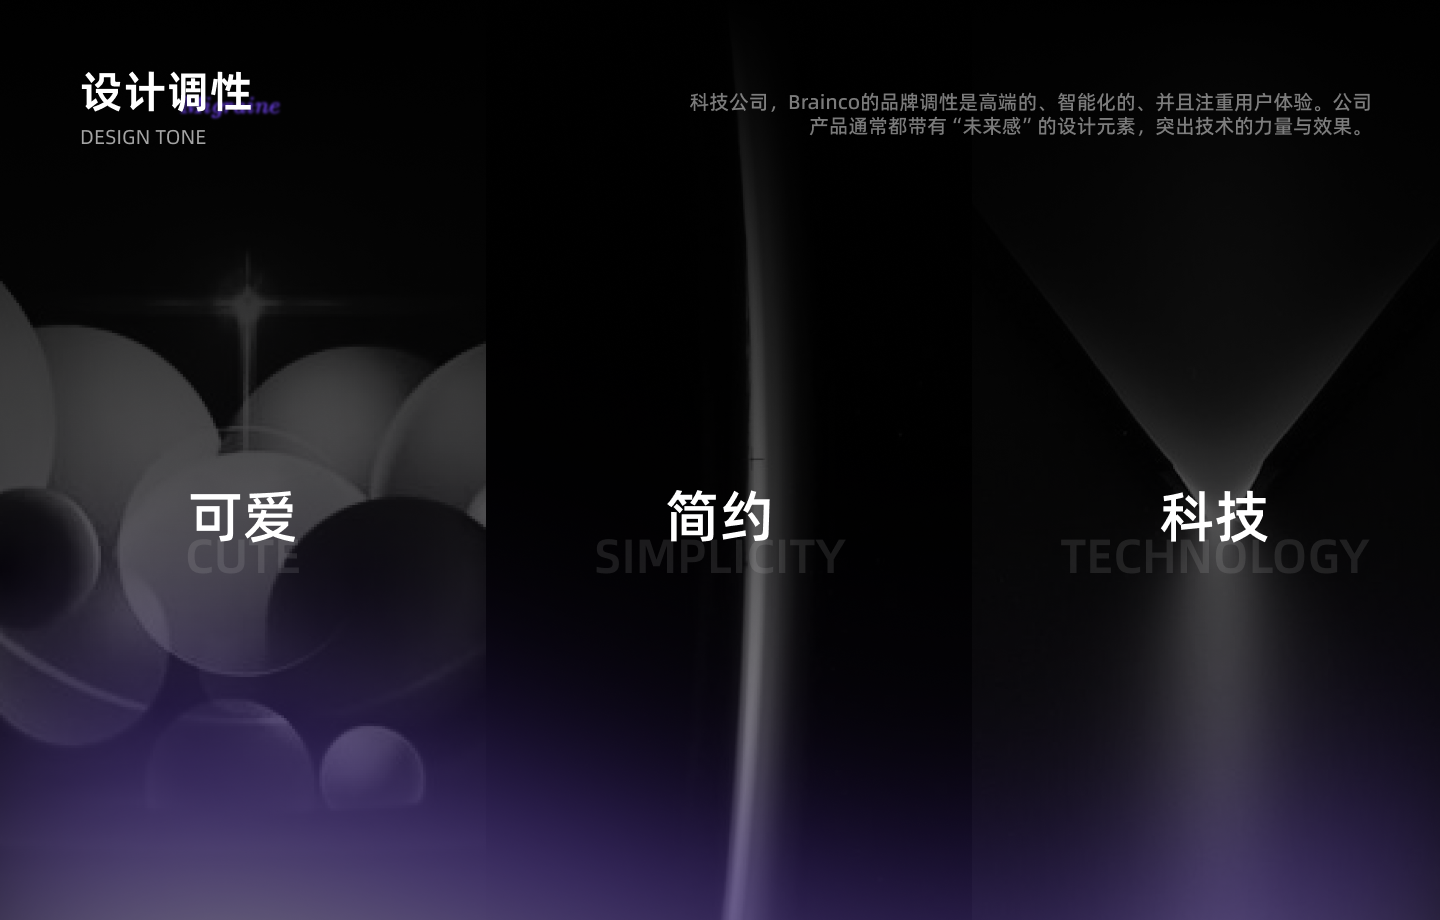 设计调性
migraine
DESIGN TONE
科技公司，Brainco的品牌调性是高端的、智能化的、并且注重用户体验。公司
产品通常都带有“未来感”的设计元素，突出技术的力量与效果。
可爱
CUTE
简约
SIMPLICITY
科技
TECHNOLOGY